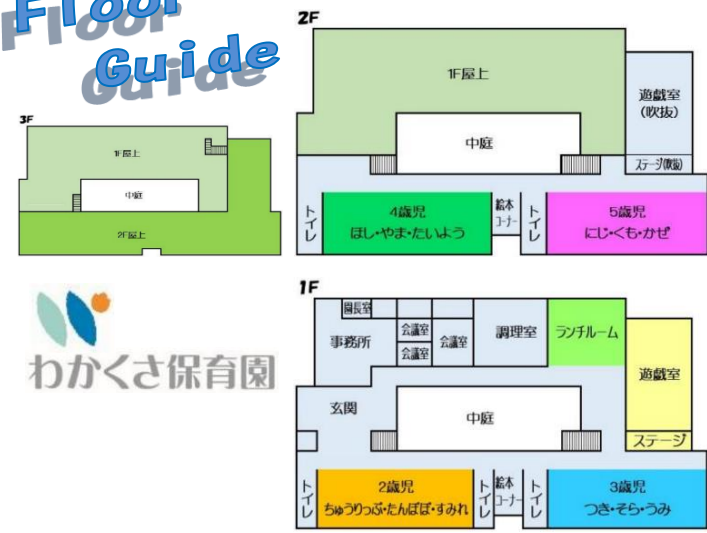 Floor
Guide
3F
1F屋上
中庭
2F屋上
わかくさ保育園
2F
1F屋上
遊戯室
(吹抜)
中庭
ステージ(吹抜)
トイレ
4歳児
ほし・やま・たいよう
絵本
コーナー
トイレ
5歳児
にじ・くも・かぜ
1F
園長室
事務所
会議室
会議室
会議室
調理室
ランチルーム
遊戯室
玄関
中庭
ステージ
トイレ
2歳児
ちゅうりっぷ・たんぽぽ・すみれ
トイレ
絵本
コーナー
トイレ
3歳児
つき・そら・うみ